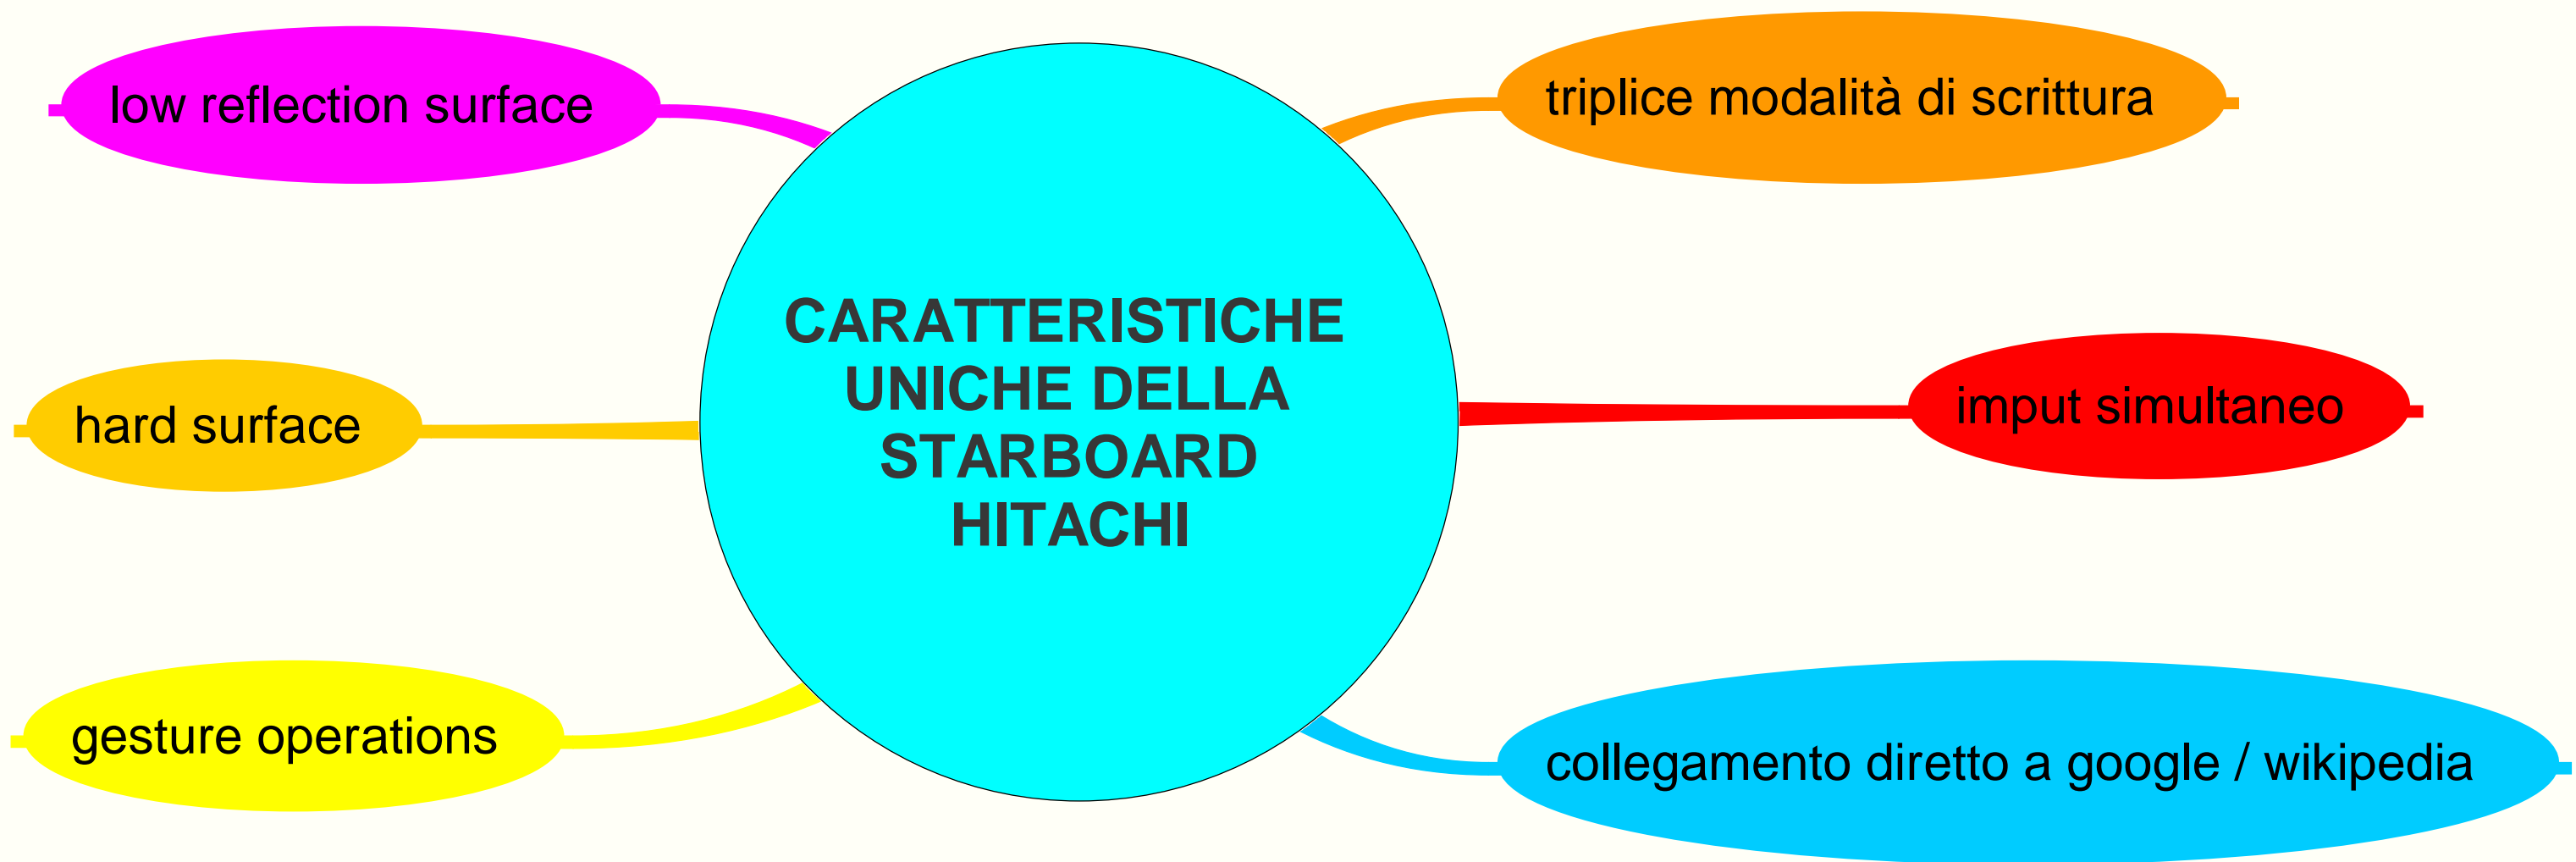 low reflection surface
triplice modalità di scrittura
CARATTERISTICHE
UNICHE DELLA
STARBOARD
HITACHI
hard surface
imput simultaneo
gesture operations
collegamento diretto a google / wikipedia